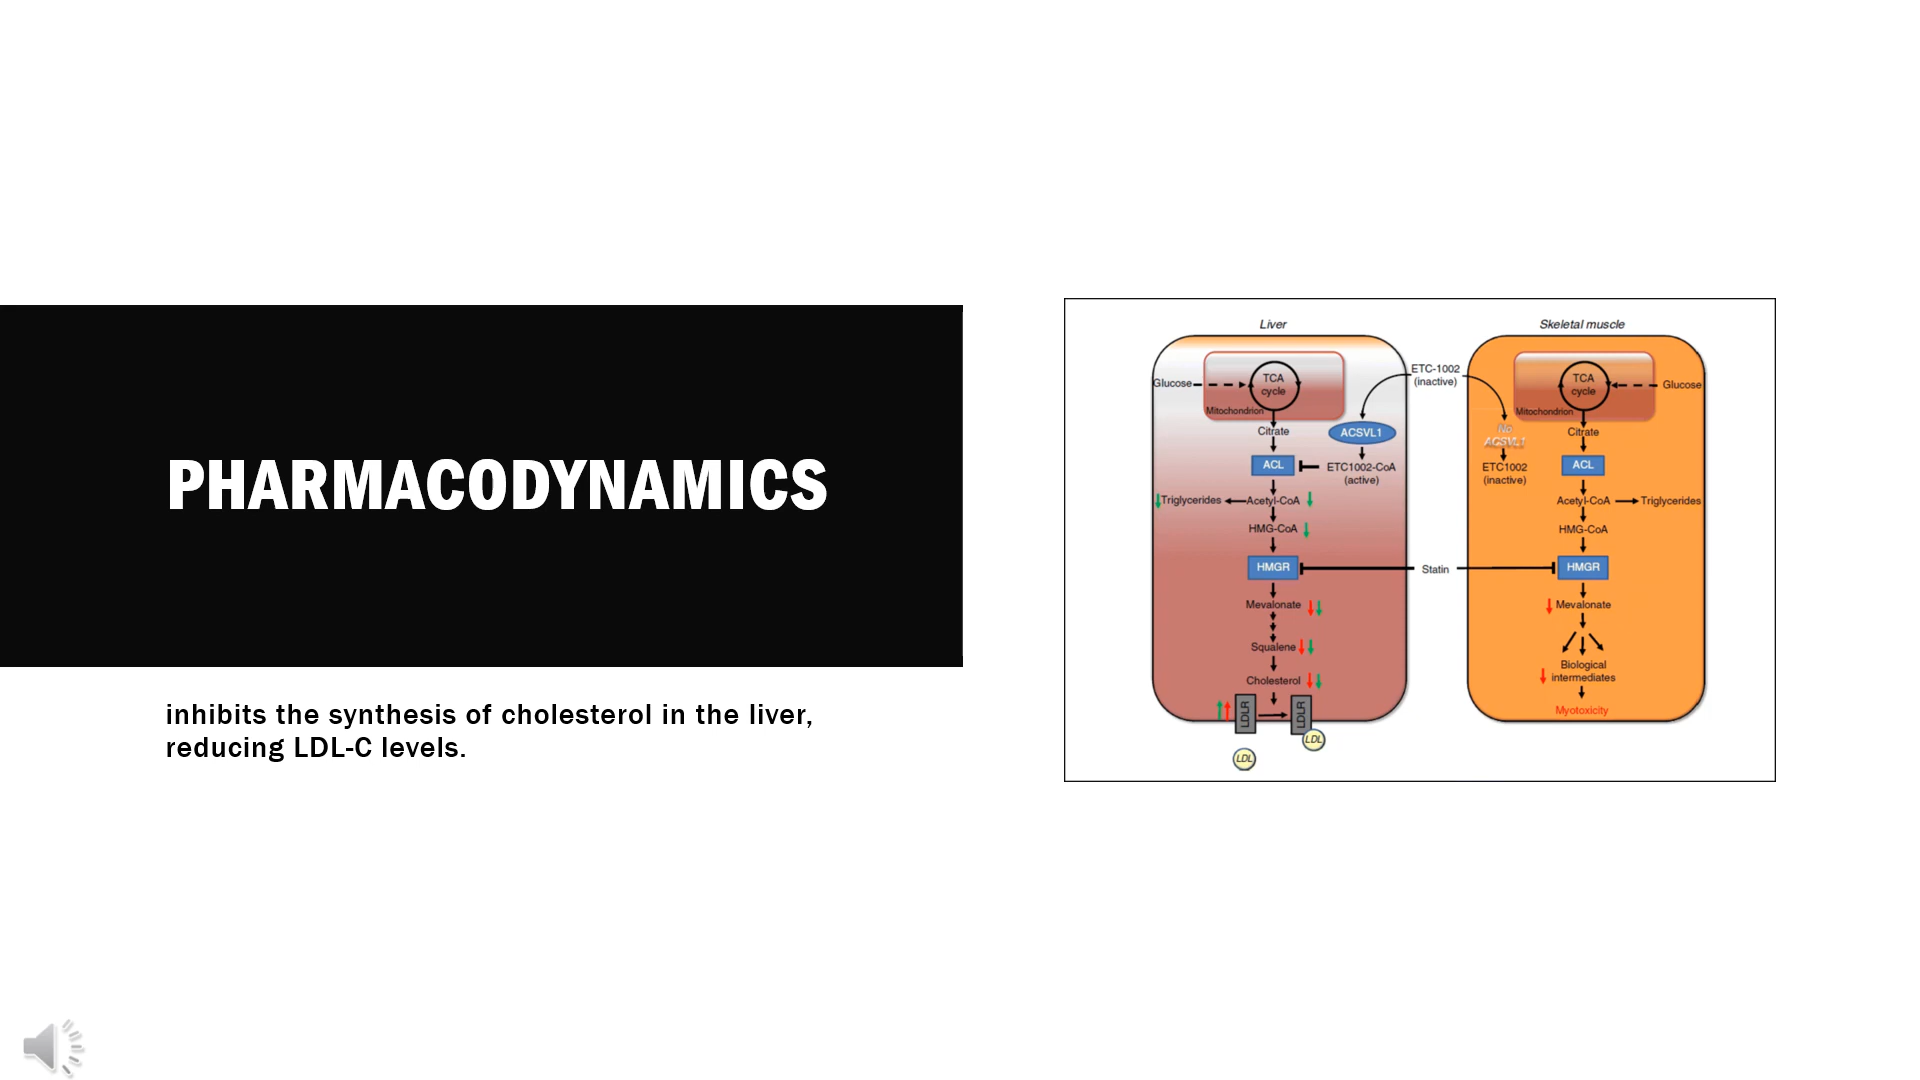 PHARMACODYNAMICS
inhibits the synthesis of cholesterol in the liver,
reducing LDL-C levels.
Liver
Glucose
TCA
cycle
Mitochondrion
Citrate
ACSVL1
ACL
ETC1002-CoA
(active)
Triglycerides
Acetyl-CoA
HMG-CoA
HMGR
Mevalonate
Squalene
Cholesterol
LDLR
LDLR
LDL
LDL
ETC-1002
(inactive)
Statin
Skeletal muscle
TCA
cycle
Glucose
Mitochondrion
No
ACSVL1
Citrate
ETC1002
(inactive)
ACL
Acetyl-CoA
Triglycerides
HMG-CoA
HMGR
Mevalonate
Biological
intermediates
Myotoxicity